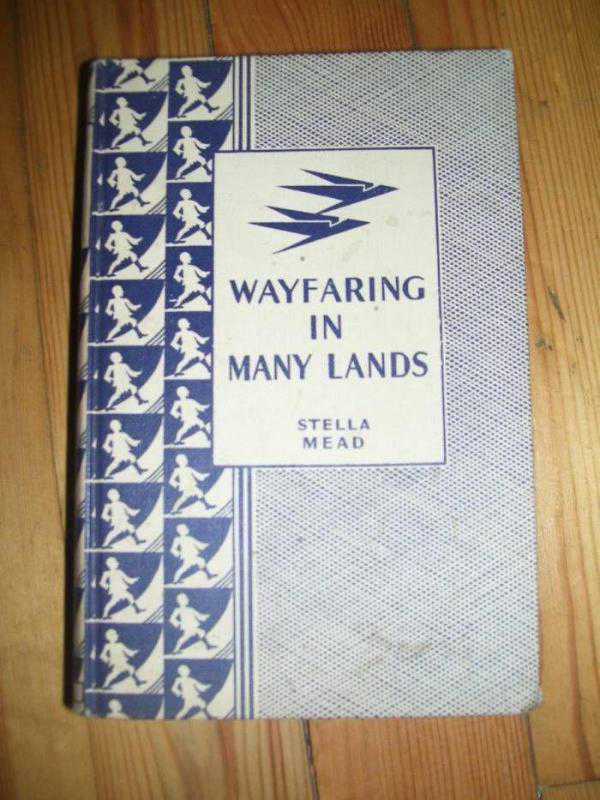 WAYFARING
IN
MANY LANDS
STELLA
MEAD